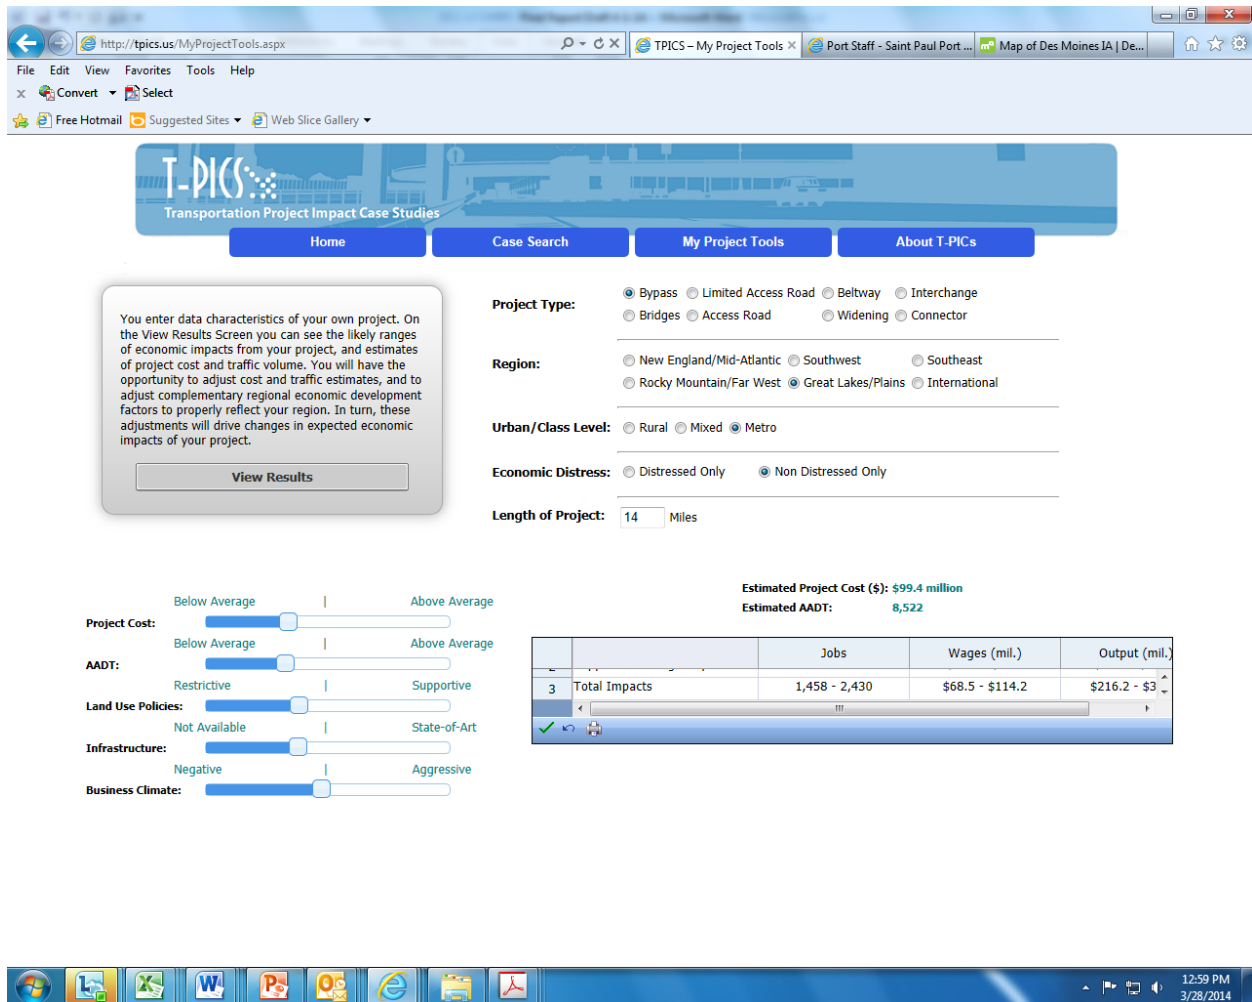 http://tpics.us/MyProjectTools.aspx
TPICS – My Project Tools
Port Staff - Saint Paul Port ...
Map of Des Moines IA | De...
File Edit View Favorites Tools Help
x Convert Select
Free Hotmail Suggested Sites Web Slice Gallery
T-PICS
Transportation Project Impact Case Studies
Home Case Search My Project Tools About T-PICs
You enter data characteristics of your own project. On
the View Results Screen you can see the likely ranges
of economic impacts from your project, and estimates
of project cost and traffic volume. You will have the
opportunity to adjust cost and traffic estimates, and to
adjust complementary regional economic development
factors to properly reflect your region. In turn, these
adjustments will drive changes in expected economic
impacts of your project.
View Results
Project Type: Bypass Limited Access Road Beltway Interchange
Bridges Access Road Widening Connector
Region: New England/Mid-Atlantic Southwest Southeast
Rocky Mountain/Far West Great Lakes/Plains International
Urban/Class Level: Rural Mixed Metro
Economic Distress: Distressed Only Non Distressed Only
Length of Project: 14 Miles
Below Average | Above Average
Project Cost:
Below Average | Above Average
AADT:
Restrictive | Supportive
Land Use Policies:
Not Available | State-of-Art
Infrastructure:
Negative | Aggressive
Business Climate:
Estimated Project Cost ($): $99.4 million
Estimated AADT: 8,522
Jobs Wages (mil.) Output (mil.)
3 Total Impacts 1,458 - 2,430 $68.5 - $114.2 $216.2 - $3
12:59 PM
3/28/2014